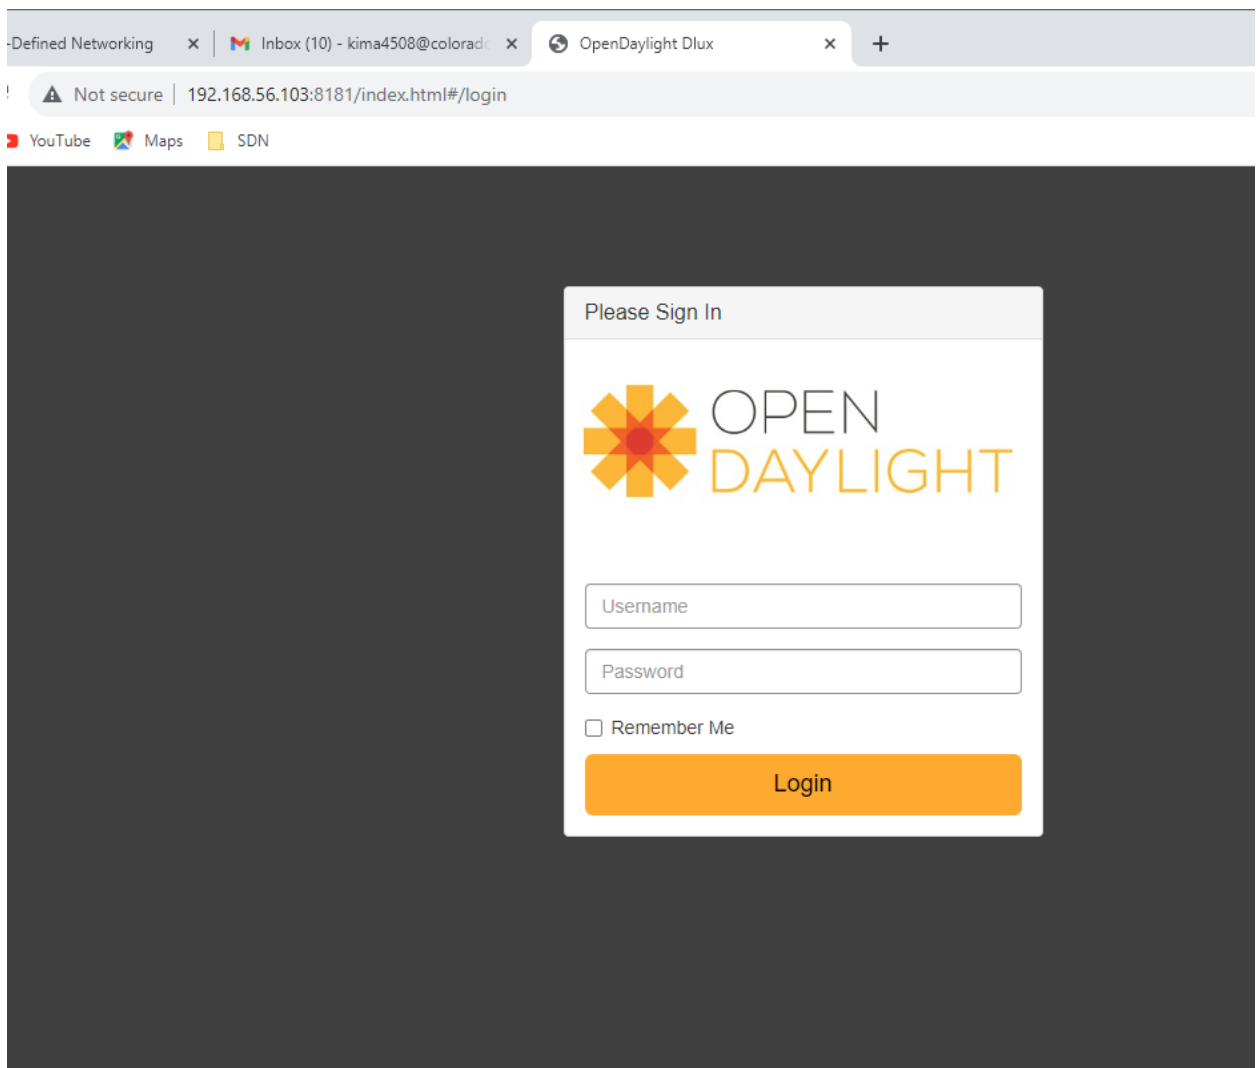 -Defined Networking Inbox (10) - kima4508@colorado OpenDaylight Dlux
Not secure 192.168.56.103:8181/index.html#/login
YouTube Maps SDN
Please Sign In
OPEN
DAYLIGHT
Username
Password
Remember Me
Login